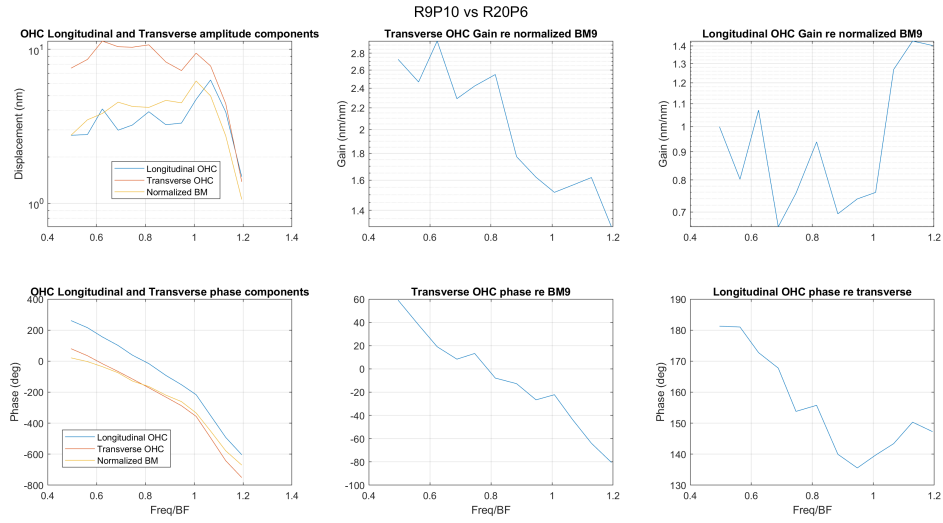 R9P10 vs R20P6
OHC Longitudinal and Transverse amplitude components
Displacement (nm)
10^1
10^0
Longitudinal OHC
Transverse OHC
Normalized BM
0.4 0.6 0.8 1 1.2 1.4
Transverse OHC Gain re normalized BM9
Gain (nm/nm)
2.8
2.6
2.4
2.2
2
1.8
1.6
1.4
0.4 0.6 0.8 1 1.2
Longitudinal OHC Gain re normalized BM9
Gain (nm/nm)
1.4
1.3
1.2
1.1
1
0.9
0.8
0.7
0.4 0.6 0.8 1 1.2
OHC Longitudinal and Transverse phase components
Phase (deg)
400
200
0
-200
-400
-600
-800
Longitudinal OHC
Transverse OHC
Normalized BM
0.4 0.6 0.8 1 1.2 1.4
Freq/BF
Transverse OHC phase re BM9
60
40
20
0
-20
-40
-60
-80
-100
0.4 0.6 0.8 1 1.2
Freq/BF
Longitudinal OHC phase re transverse
Phase (deg)
190
180
170
160
150
140
130
0.4 0.6 0.8 1 1.2
Freq/BF